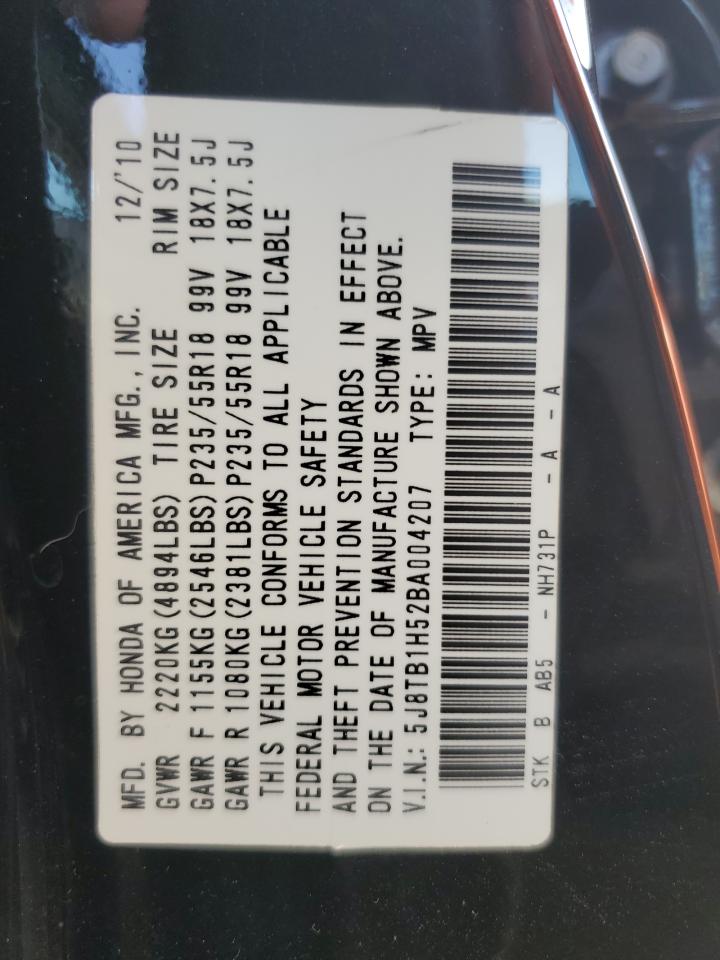 MFD. BY HONDA OF AMERICA MFG., INC. 12/'10
GVWR 2220KG(4894LBS) TIRE SIZE RIM SIZE
GAWR F 1155KG(2546LBS)P235/55R18 99V 18X7.5J
GAWR R 1080KG(2381LBS)P235/55R18 99V 18X7.5J
THIS VEHICLE CONFORMS TO ALL APPLICABLE
FEDERAL MOTOR VEHICLE SAFETY
AND THEFT PREVENTION STANDARDS IN EFFECT
ON THE DATE OF MANUFACTURE SHOWN ABOVE.
V.I.N.: 5J8TB1H52BA004207 TYPE: MPV
STK B AB5 - NH731P - A - A